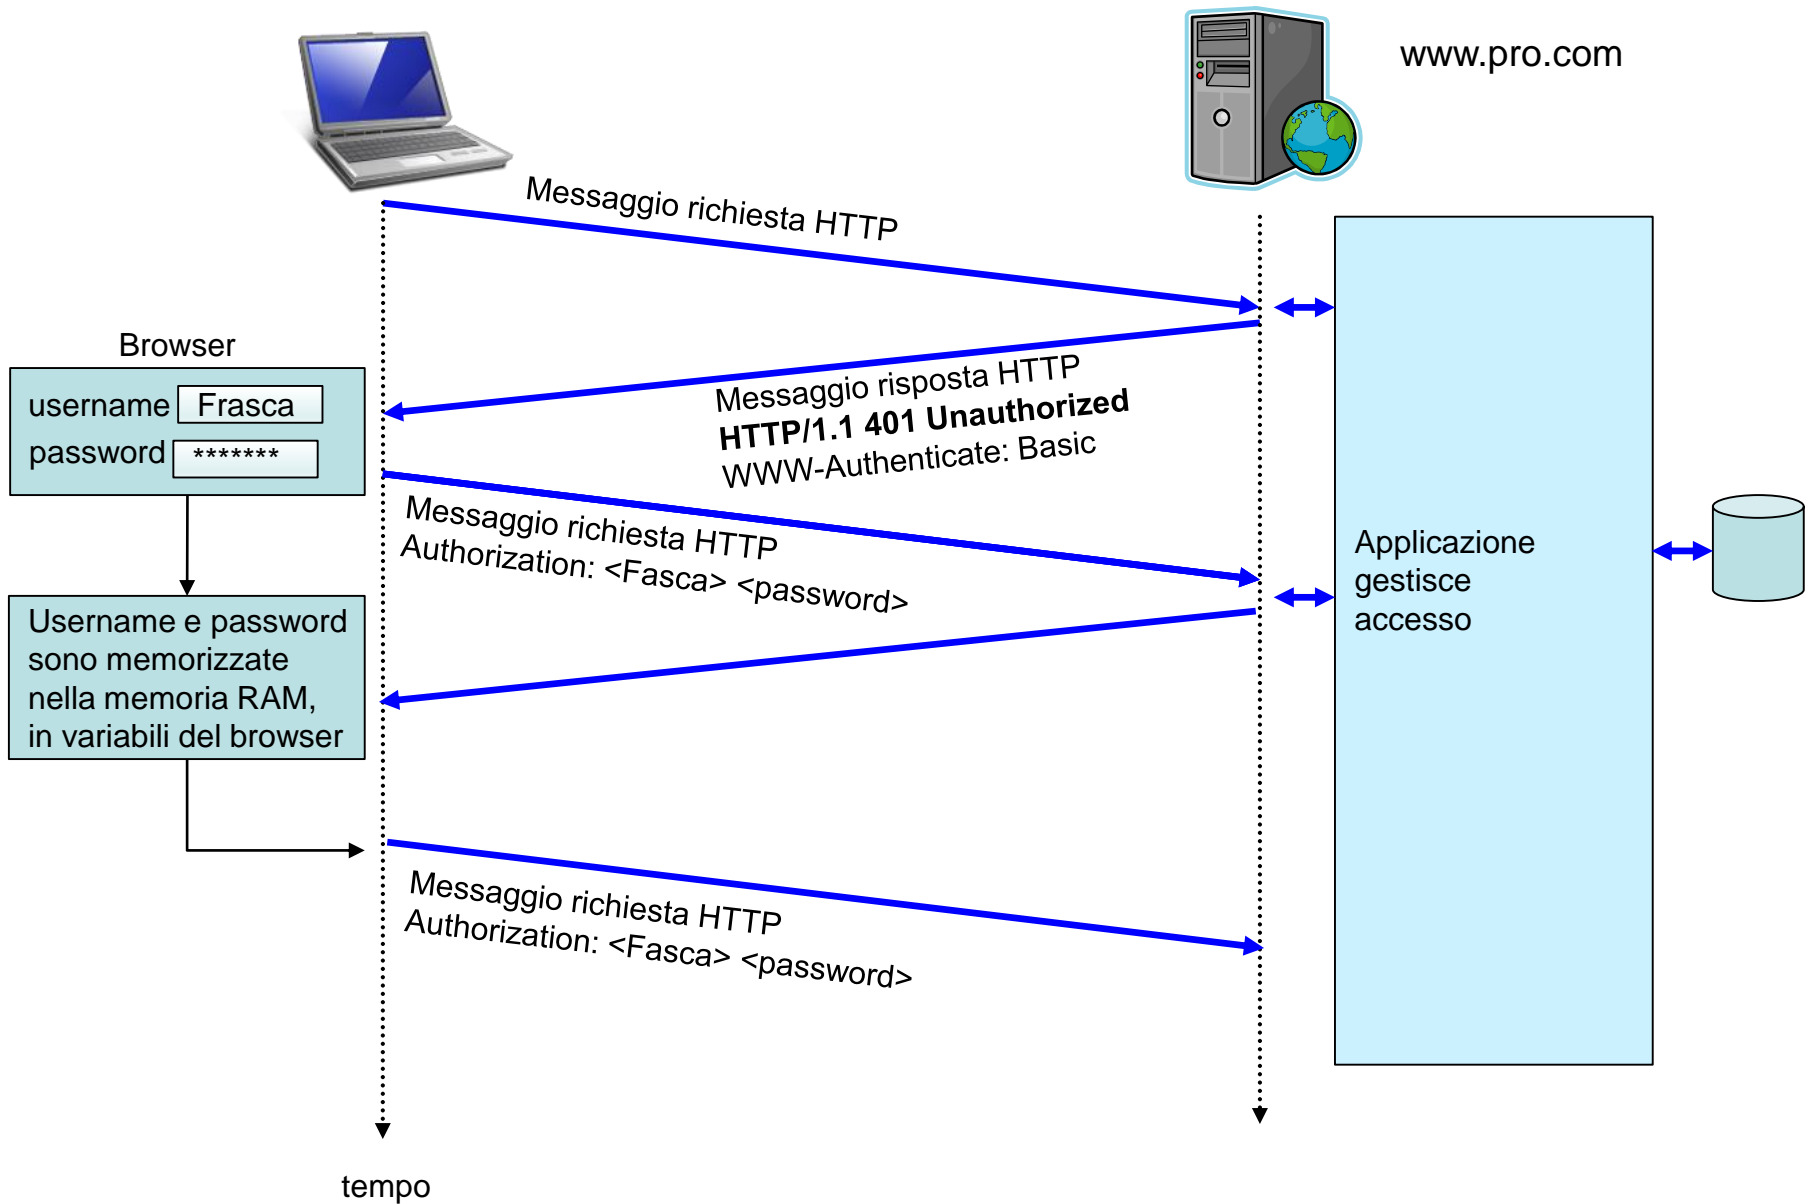 www.pro.com
Messaggio richiesta HTTP
Browser
username Frasca
password *******
Messaggio risposta HTTP
HTTP/1.1 401 Unauthorized
WWW-Authenticate: Basic
Messaggio richiesta HTTP
Authorization: <Fasca> <password>
Applicazione
gestisce
accesso
Username e password
sono memorizzate
nella memoria RAM,
in variabili del browser
Messaggio richiesta HTTP
Authorization: <Fasca> <password>
tempo